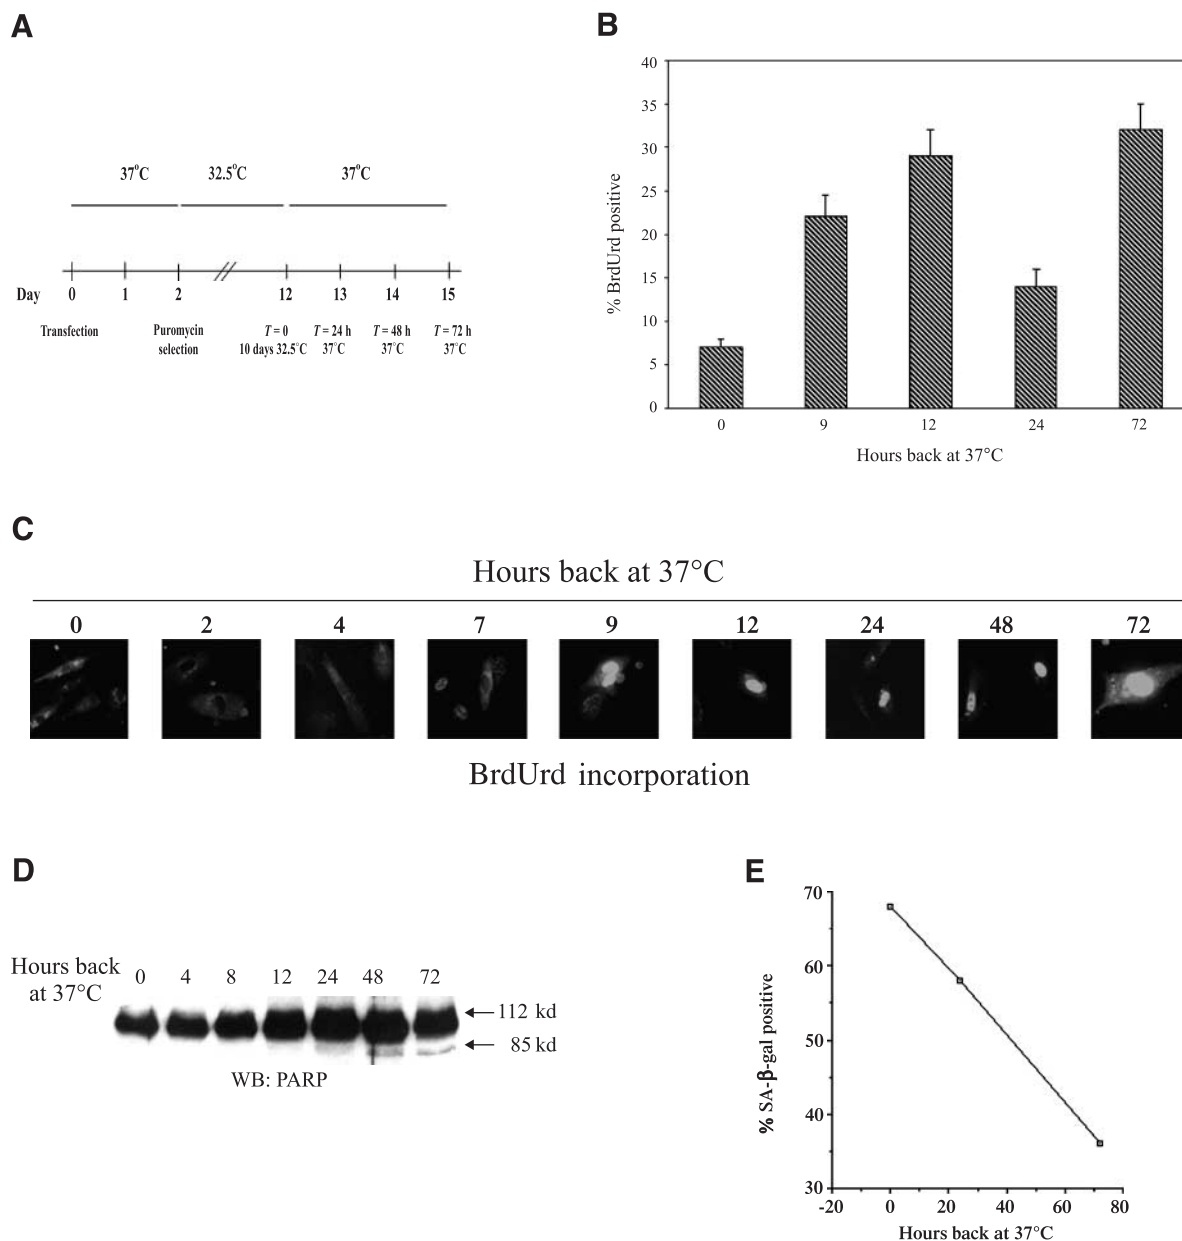 A
37°C 32.5°C 37°C
Day 0 1 2 12 13 14 15
Transfection Puromycin T = 0 T = 24 h T = 48 h T = 72 h
selection 10 days 32.5°C 37°C 37°C 37°C
B
40
35
30
25
20
15
10
5
0
% BrdUrd positive
0 9 12 24 72
Hours back at 37°C
C
Hours back at 37°C
0 2 4 7 9 12 24 48 72
BrdUrd incorporation
D
Hours back 0 4 8 12 24 48 72
at 37°C
112 kd
85 kd
WB: PARP
E
70
60
50
40
30
% SA-β-gal positive
-20 0 20 40 60 80
Hours back at 37°C